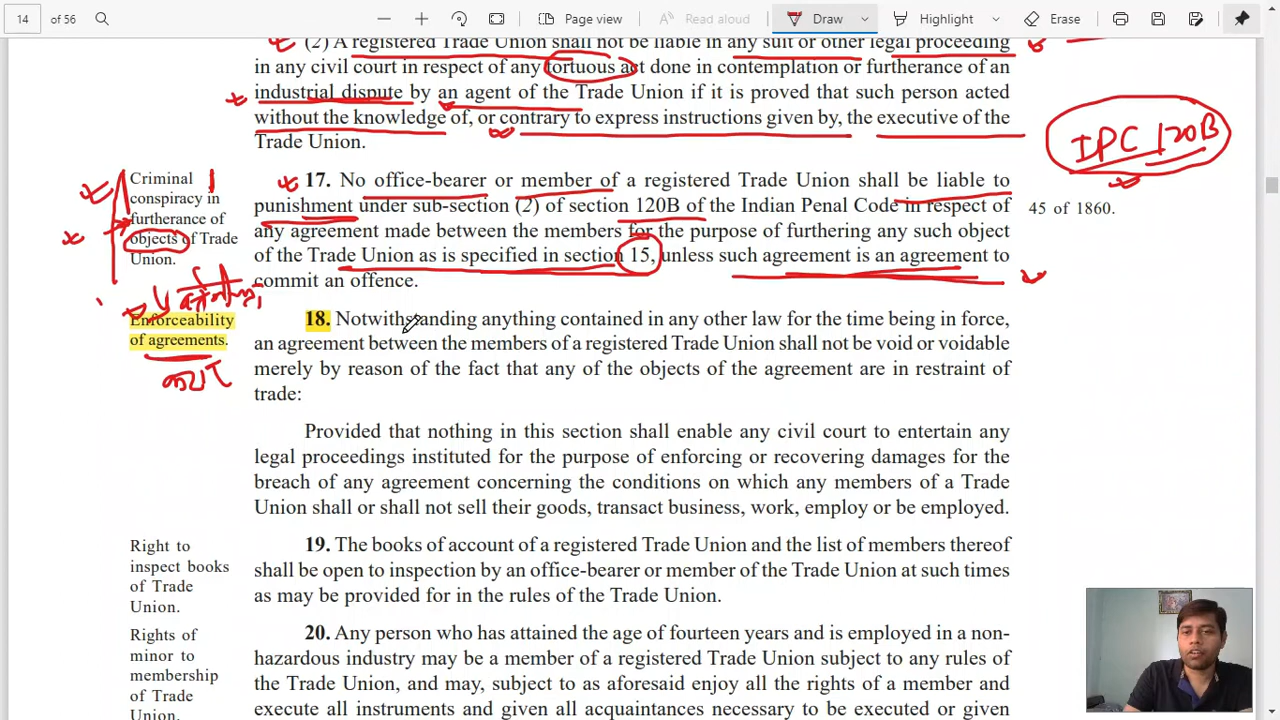 14 of 56 Page view Read aloud Draw Highlight Erase
(2) A registered Trade Union shall not be liable in any suit or other legal proceeding
in any civil court in respect of any tortuous act done in contemplation or furtherance of an
industrial dispute by an agent of the Trade Union if it is proved that such person acted
without the knowledge of, or contrary to express instructions given by, the executive of the
Trade Union.
IPC 120B
Criminal
conspiracy in
furtherance of
objects of Trade
Union.
17. No office-bearer or member of a registered Trade Union shall be liable to
punishment under sub-section (2) of section 120B of the Indian Penal Code in respect of
any agreement made between the members for the purpose of furthering any such object
of the Trade Union as is specified in section 15, unless such agreement is an agreement to
commit an offence.
45 of 1860.
Enforceability
of agreements.
18. Notwithstanding anything contained in any other law for the time being in force,
an agreement between the members of a registered Trade Union shall not be void or voidable
merely by reason of the fact that any of the objects of the agreement are in restraint of
trade:
Provided that nothing in this section shall enable any civil court to entertain any
legal proceedings instituted for the purpose of enforcing or recovering damages for the
breach of any agreement concerning the conditions on which any members of a Trade
Union shall or shall not sell their goods, transact business, work, employ or be employed.
Right to
inspect books
of Trade
Union.
19. The books of account of a registered Trade Union and the list of members thereof
shall be open to inspection by an office-bearer or member of the Trade Union at such times
as may be provided for in the rules of the Trade Union.
Rights of
minor to
membership
of Trade
Union.
20. Any person who has attained the age of fourteen years and is employed in a non-
hazardous industry may be a member of a registered Trade Union subject to any rules of
the Trade Union, and may, subject to as aforesaid enjoy all the rights of a member and
execute all instruments and given all acquaintances necessary to be executed or given